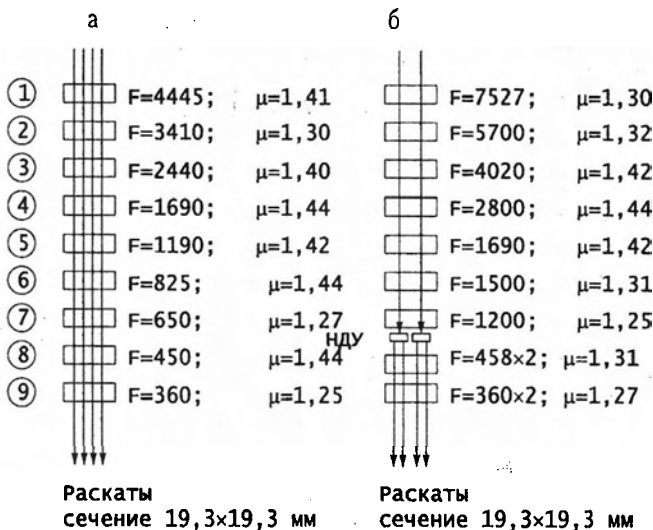 а б
① F=4445; μ=1,41 F=7527; μ=1,30
② F=3410; μ=1,30 F=5700; μ=1,32
③ F=2440; μ=1,40 F=4020; μ=1,42
④ F=1690; μ=1,44 F=2800; μ=1,44
⑤ F=1190; μ=1,42 F=1690; μ=1,42
⑥ F=825; μ=1,44 F=1500; μ=1,31
⑦ F=650; μ=1,27 F=1200; μ=1,25
НДУ
⑧ F=450; μ=1,44 F=458×2; μ=1,31
⑨ F=360; μ=1,25 F=360×2; μ=1,27
Раскаты Раскаты
сечение 19,3×19,3 мм сечение 19,3×19,3 мм